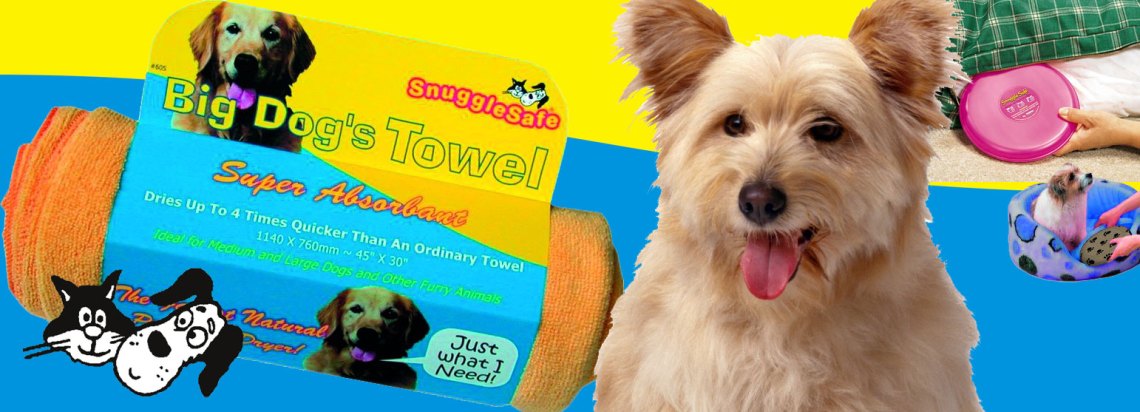 #605
SnuggleSafe
Big Dog's Towel
Super Absorbant
Dries Up To 4 Times Quicker Than An Ordinary Towel
1140 X 760mm ~ 45" X 30"
Ideal for Medium and Large Dogs and Other Furry Animals
The Natural
Dryer!
Just
what I
Need!
SnuggleSafe